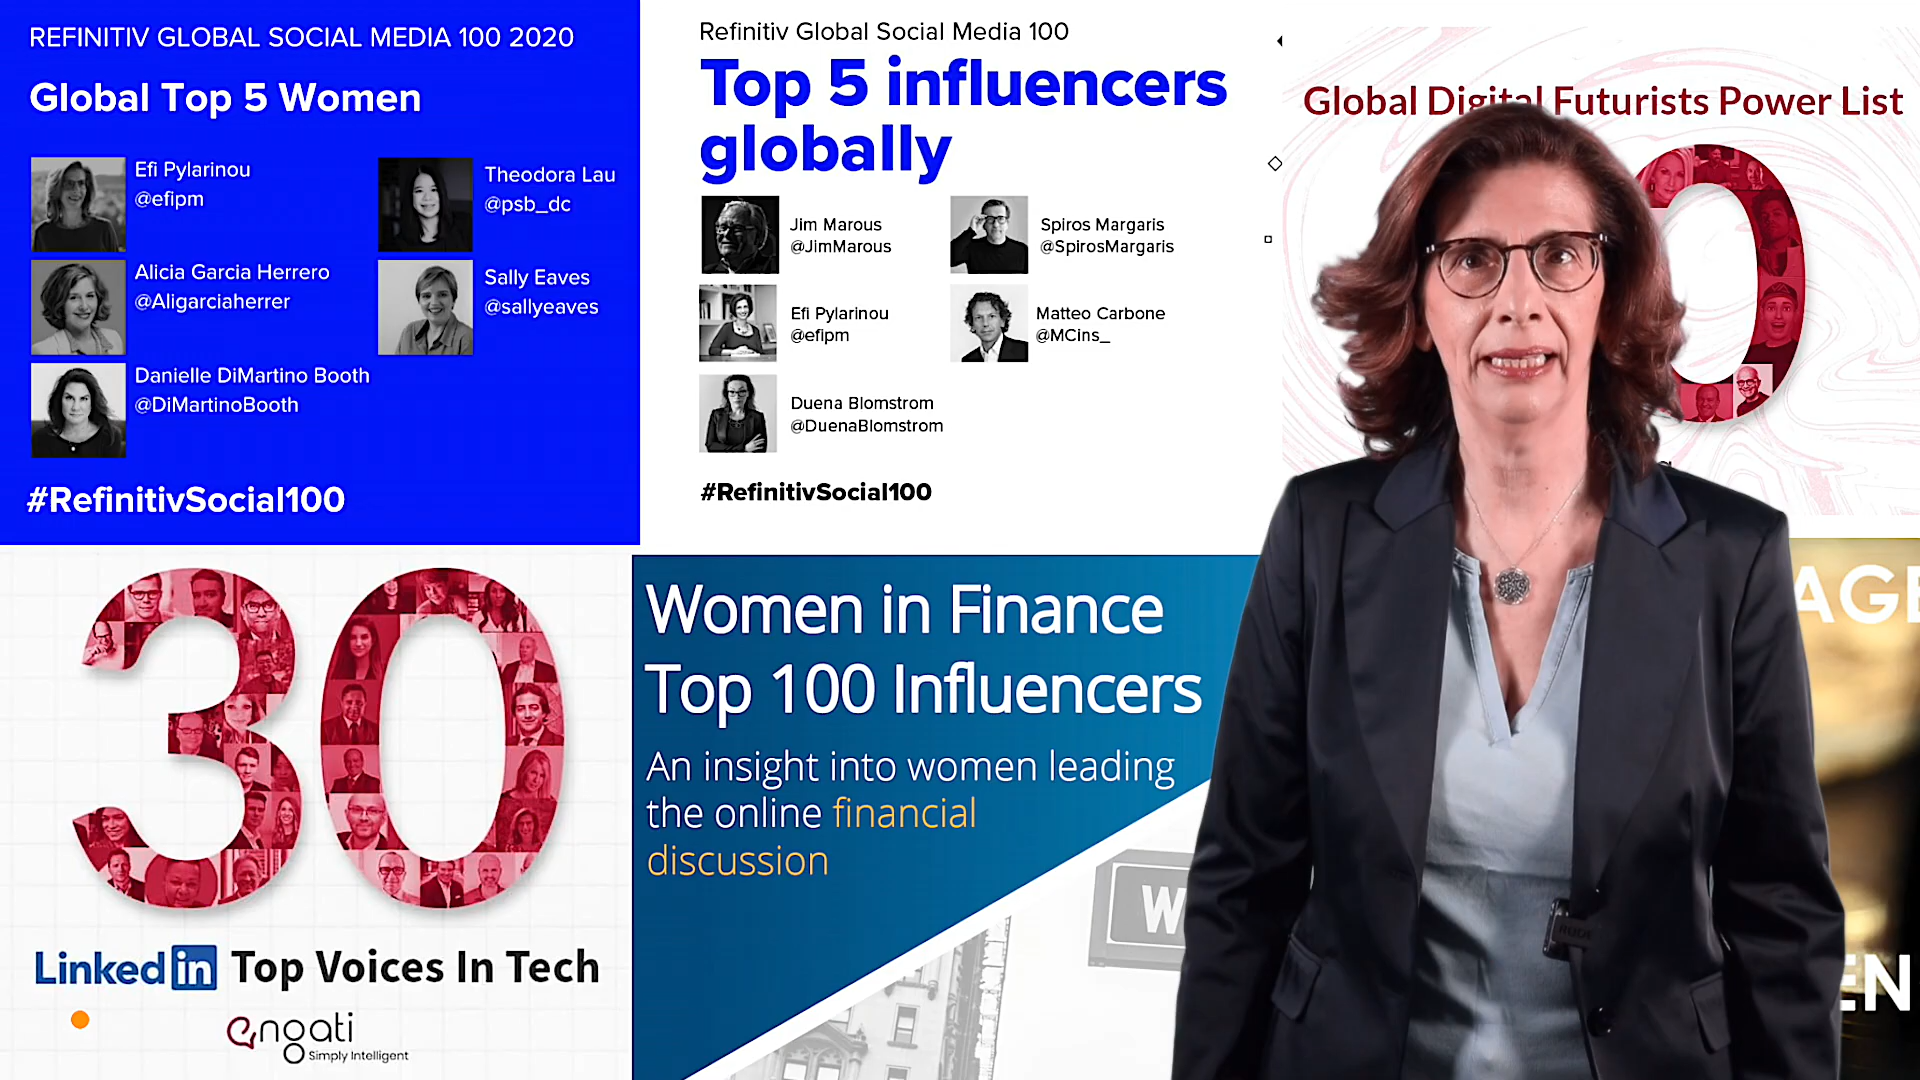 REFINITIV GLOBAL SOCIAL MEDIA 100 2020
Global Top 5 Women
Efi Pylarinou
@efipm
Theodora Lau
@psb_dc
Alicia Garcia Herrero
@Aligarciaherrer
Sally Eaves
@sallyeaves
Danielle DiMartino Booth
@DiMartinoBooth
#RefinitivSocial100
Refinitiv Global Social Media 100
Top 5 influencers
globally
Jim Marous
@JimMarous
Spiros Margaris
@SpirosMargaris
Efi Pylarinou
@efipm
Matteo Carbone
@MCins_
Duena Blomstrom
@DuenaBlomstrom
#RefinitivSocial100
Global Digital Futurists Power List
0
30
Linked in Top Voices In Tech
engati
Simply Intelligent
Women in Finance
Top 100 Influencers
An insight into women leading
the online financial
discussion
W
AGE
EN
RODE